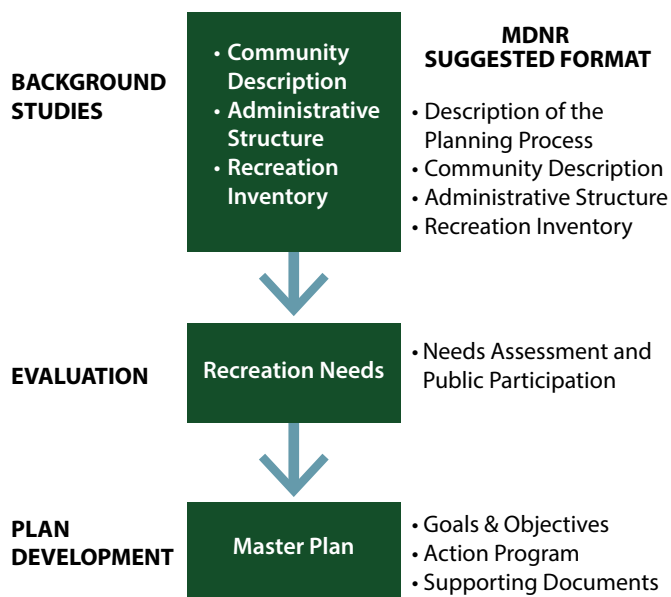 MDNR
SUGGESTED FORMAT
BACKGROUND
STUDIES
• Community
Description
• Administrative
Structure
• Recreation
Inventory
• Description of the
Planning Process
• Community Description
• Administrative Structure
• Recreation Inventory
EVALUATION
Recreation Needs
• Needs Assessment and
Public Participation
PLAN
DEVELOPMENT
Master Plan
• Goals & Objectives
• Action Program
• Supporting Documents